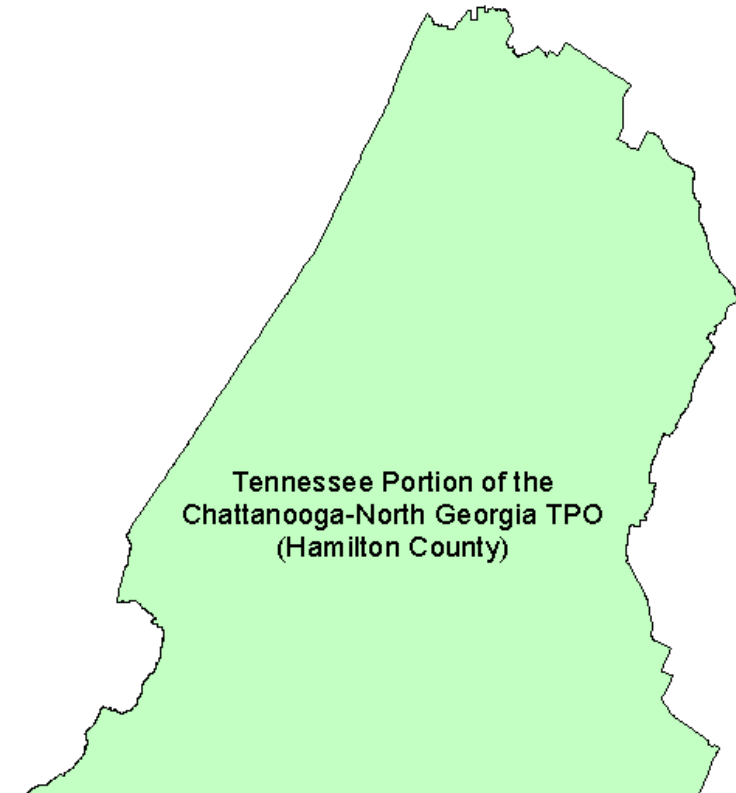 Tennessee Portion of the
Chattanooga-North Georgia TPO
(Hamilton County)